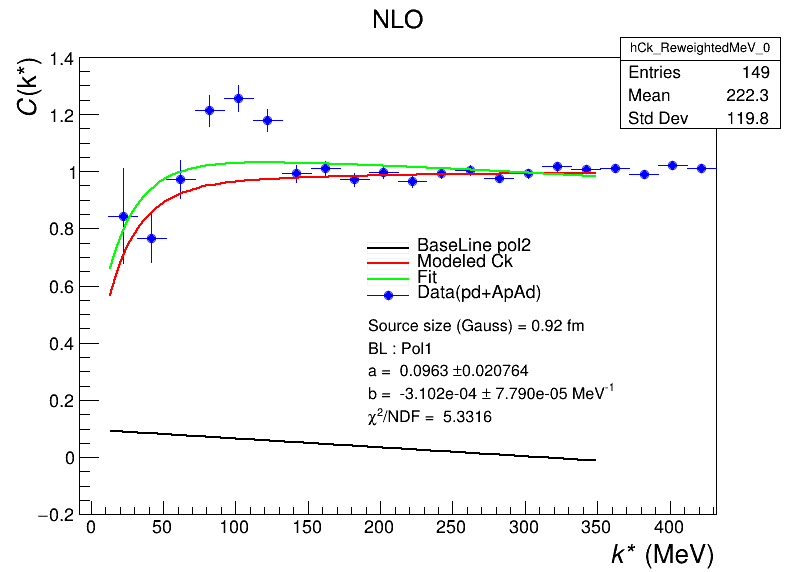 NLO
hCk_ReweightedMeV_0
Entries 149
Mean 222.3
Std Dev 119.8
C(k*)
1.4
1.2
1
0.8
0.6
0.4
0.2
0
−0.2
BaseLine pol2
Modeled Ck
Fit
Data(pd+ApAd)
Source size (Gauss) = 0.92 fm
BL : Pol1
a = 0.0963 ±0.020764
b = -3.102e-04 ± 7.790e-05 MeV⁻¹
χ²/NDF = 5.3316
0 50 100 150 200 250 300 350 400
k* (MeV)